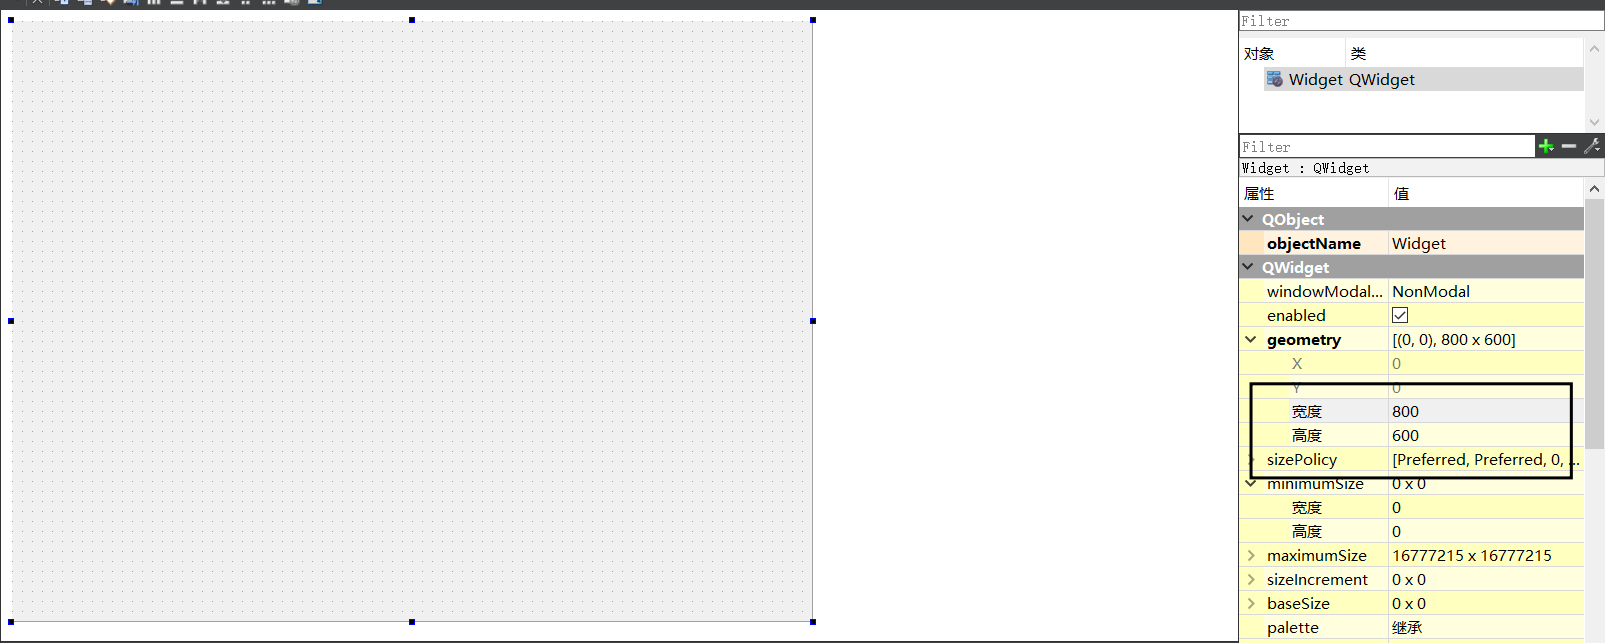 Filter
对象 类
Widget QWidget
Filter
Widget : QWidget
属性 值
QObject
objectName Widget
QWidget
windowModal... NonModal
enabled
geometry [(0, 0), 800 x 600]
X 0
Y 0
宽度 800
高度 600
sizePolicy [Preferred, Preferred, 0, ...
minimumSize 0 x 0
宽度 0
高度 0
maximumSize 16777215 x 16777215
sizeIncrement 0 x 0
baseSize 0 x 0
palette 继承